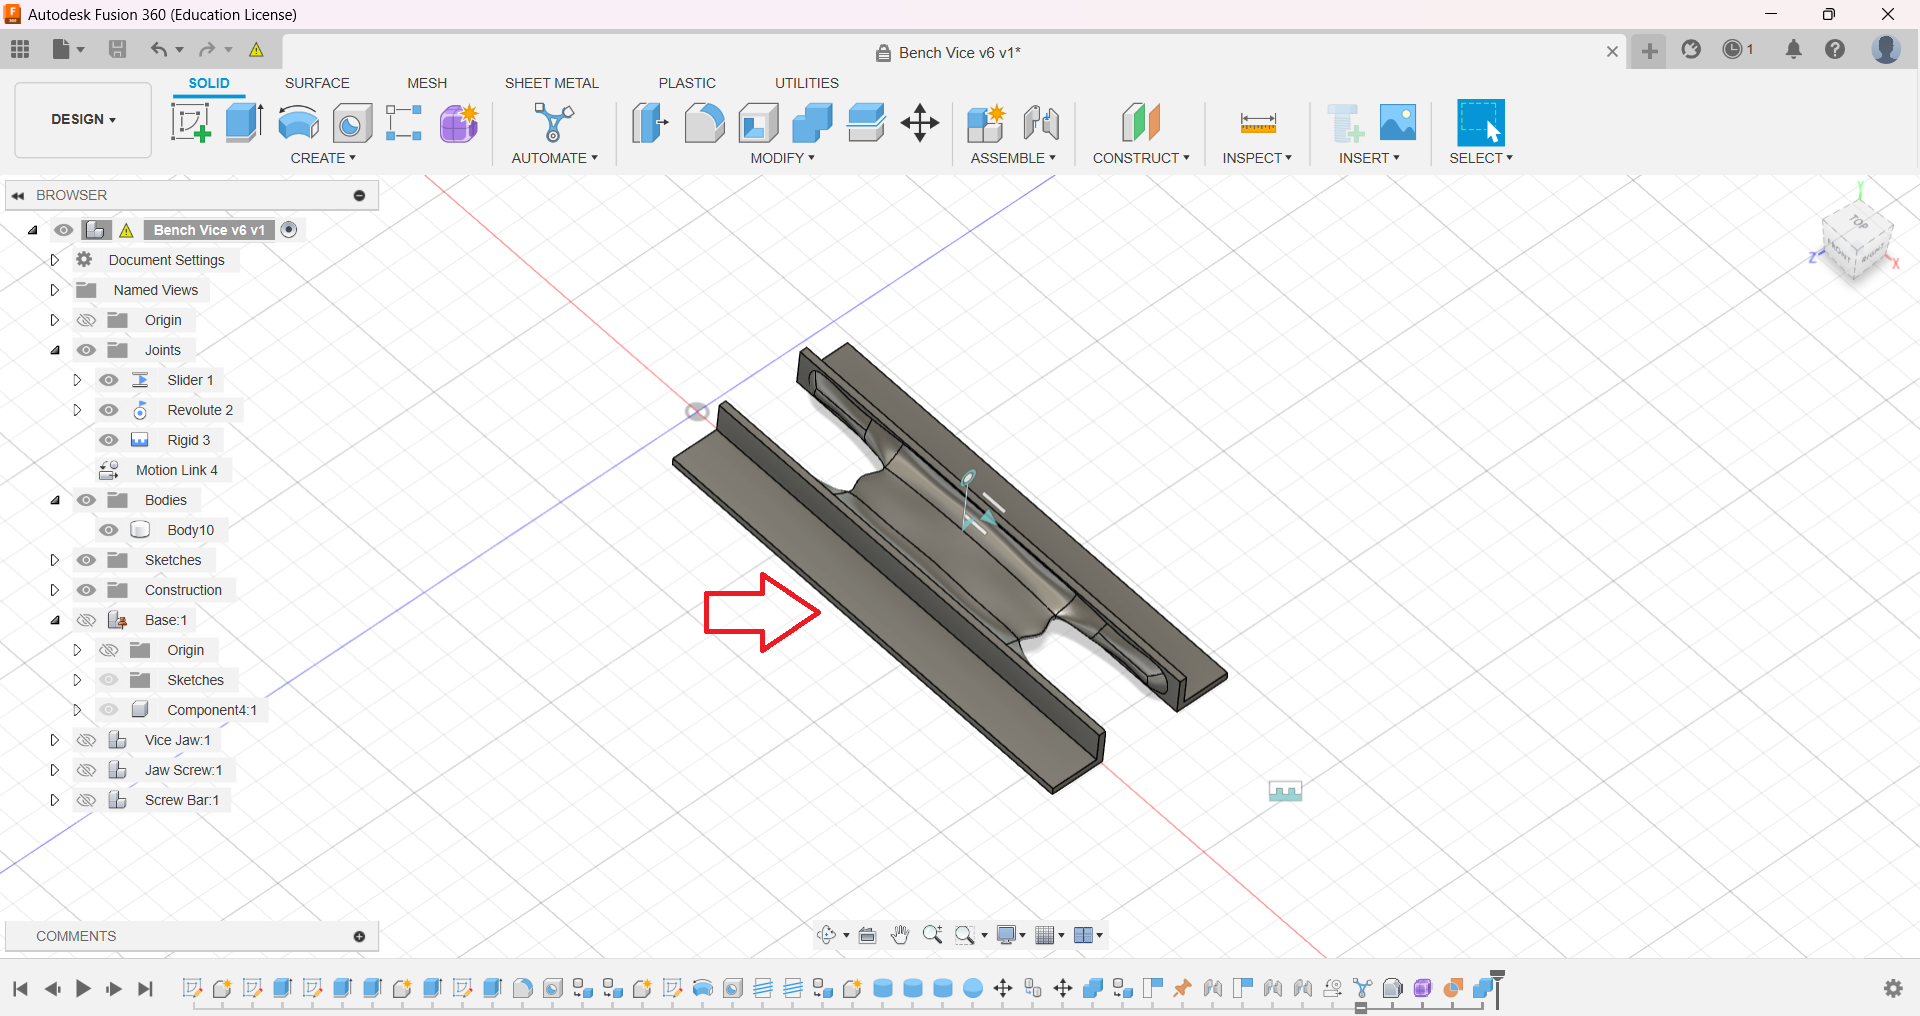 Autodesk Fusion 360 (Education License)
Bench Vice v6 v1*
1
SOLID
SURFACE
MESH
SHEET METAL
PLASTIC
UTILITIES
DESIGN
CREATE
AUTOMATE
MODIFY
ASSEMBLE
CONSTRUCT
INSPECT
INSERT
SELECT
BROWSER
Bench Vice v6 v1
Document Settings
Named Views
Origin
Joints
Slider 1
Revolute 2
Rigid 3
Motion Link 4
Bodies
Body10
Sketches
Construction
Base:1
Origin
Sketches
Component4:1
Vice Jaw:1
Jaw Screw:1
Screw Bar:1
Y
TOP
FRONT
RIGHT
Z
X
COMMENTS